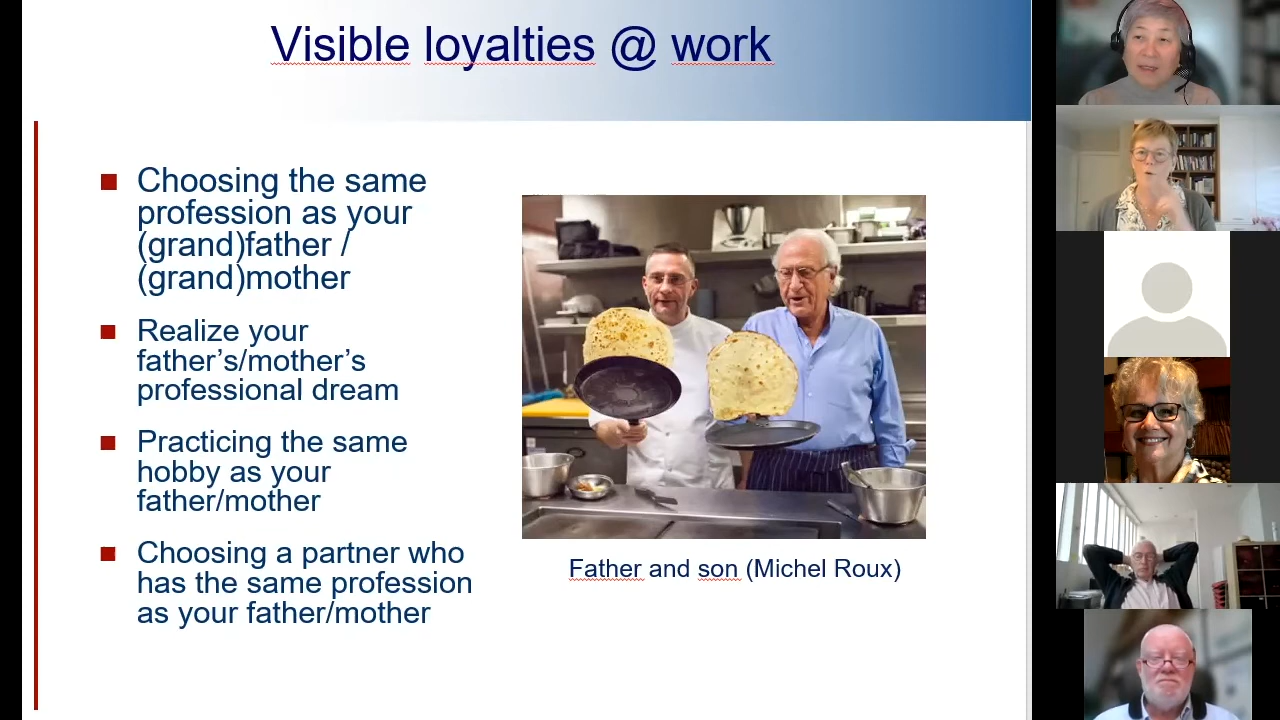 Visible loyalties @ work
Choosing the same
profession as your
(grand)father /
(grand)mother
Realize your
father’s/mother’s
professional dream
Practicing the same
hobby as your
father/mother
Choosing a partner who
has the same profession
as your father/mother
Father and son (Michel Roux)